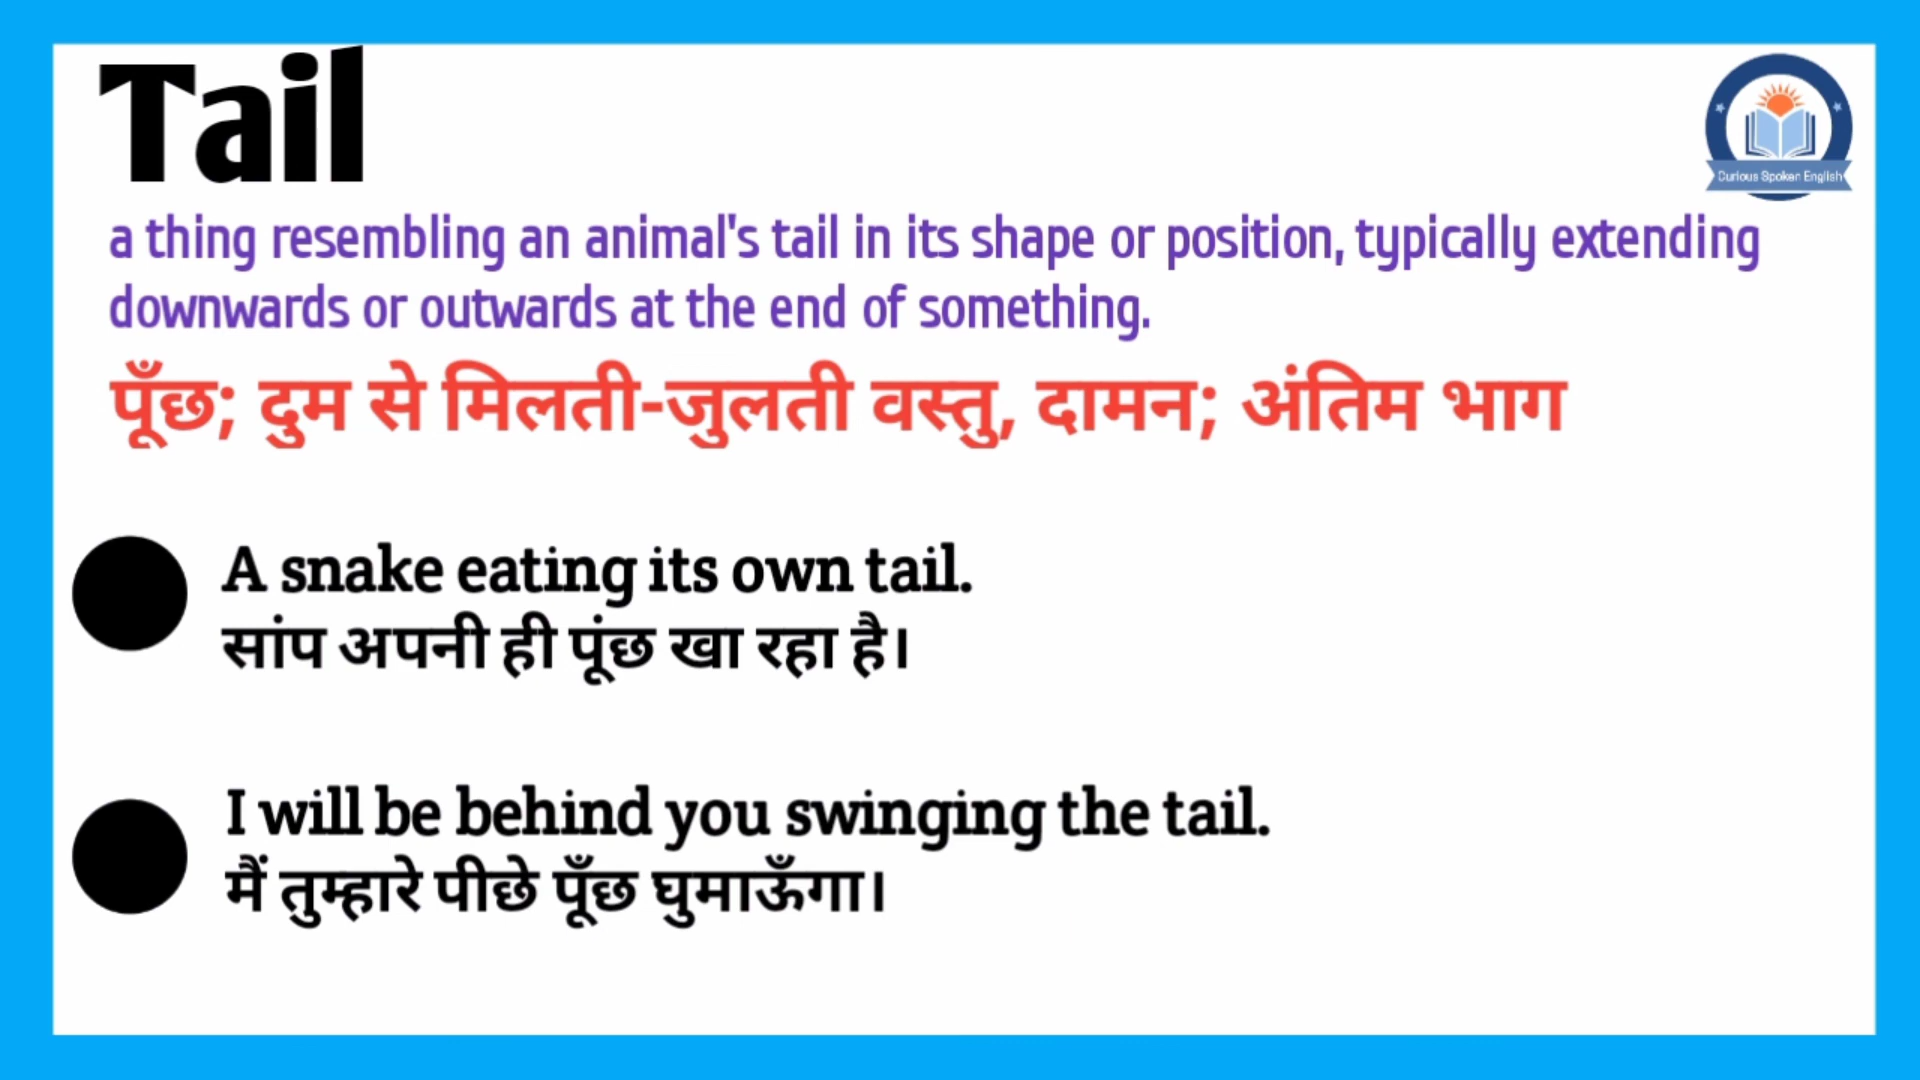 Tail
Curious Spoken English
a thing resembling an animal's tail in its shape or position, typically extending
downwards or outwards at the end of something.
पूँछ; दुम से मिलती-जुलती वस्तु, दामन; अंतिम भाग
A snake eating its own tail.
सांप अपनी ही पूंछ खा रहा है।
I will be behind you swinging the tail.
मैं तुम्हारे पीछे पूँछ घुमाऊँगा।